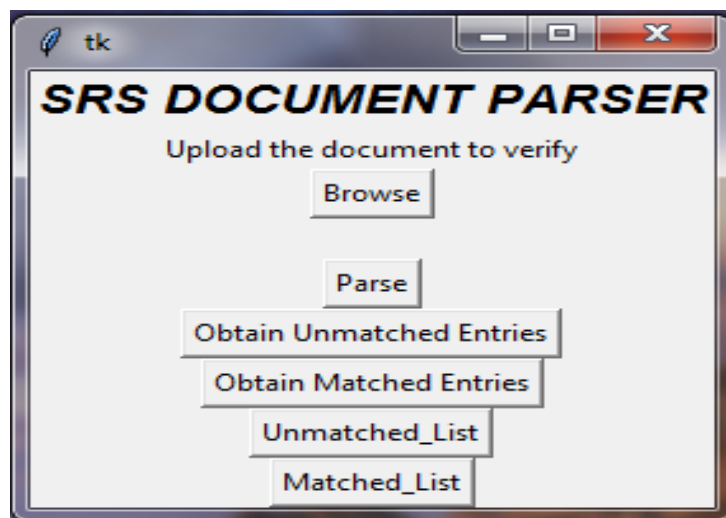 tk
SRS DOCUMENT PARSER
Upload the document to verify
Browse
Parse
Obtain Unmatched Entries
Obtain Matched Entries
Unmatched_List
Matched_List